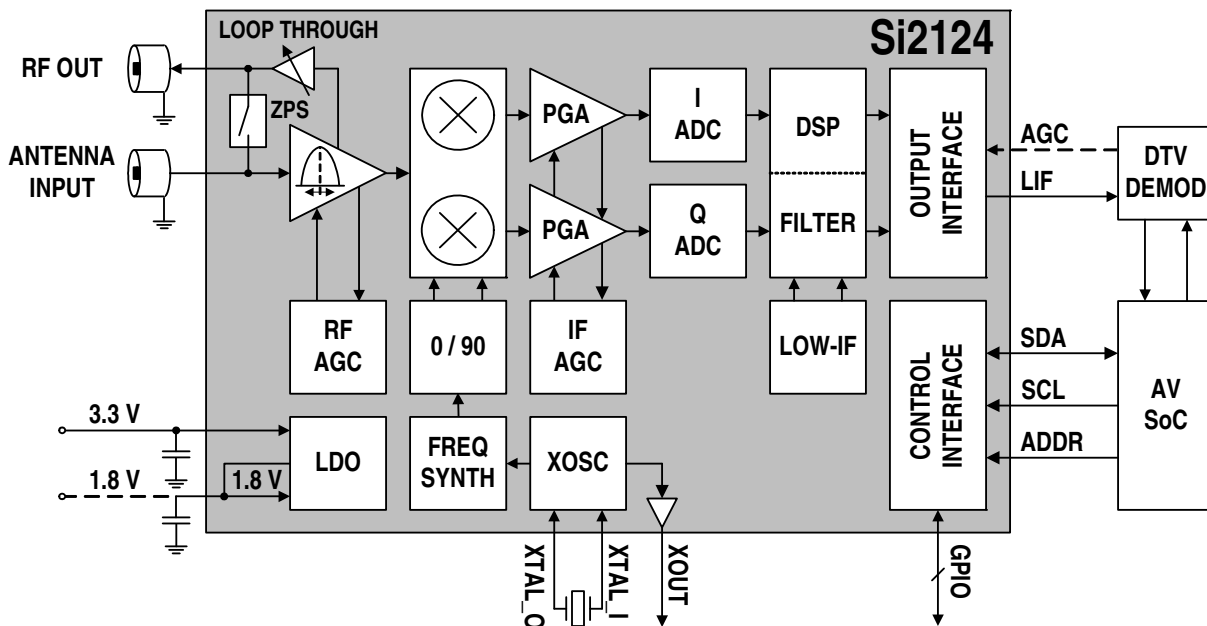 Si2124
LOOP THROUGH
RF OUT
ZPS
ANTENNA
INPUT
PGA
I
ADC
DSP
OUTPUT
INTERFACE
AGC
LIF
DTV
DEMOD
PGA
Q
ADC
FILTER
RF
AGC
0 / 90
IF
AGC
LOW-IF
CONTROL
INTERFACE
SDA
SCL
ADDR
AV
SoC
3.3 V
1.8 V
1.8 V
LDO
FREQ
SYNTH
XOSC
XTAL_O
XTAL_I
XOUT
GPIO